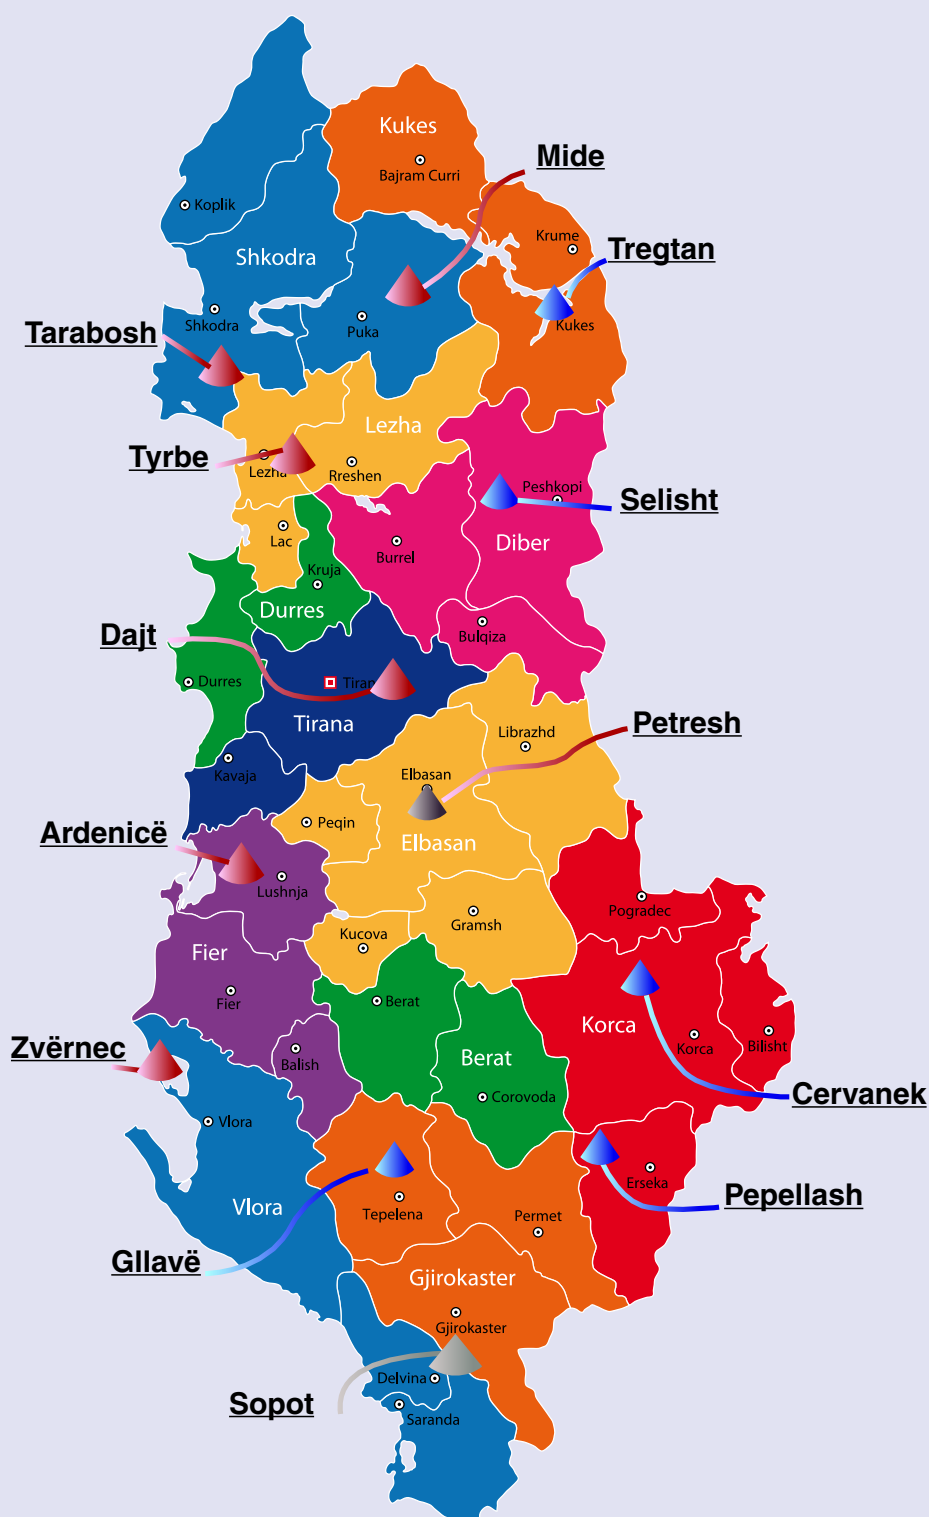 Kukes
Bajram Curri
Mide
Koplik
Krume
Tregtan
Shkodra
Shkodra
Puka
Kukes
Tarabosh
Lezha
Tyrbe
Lezha
Rreshen
Peshkopi
Selisht
Lac
Burrel
Diber
Kruja
Durres
Dajt
Bulqiza
Durres
Tiran
Tirana
Petresh
Librazhd
Kavaja
Elbasan
Peqin
Ardenicë
Elbasan
Lushnja
Pogradec
Gramsh
Kucova
Fier
Fier
Berat
Korca
Zvërnec
Balish
Berat
Korca
Bilisht
Corovoda
Cervanek
Vlora
Erseka
Pepellash
Vlora
Tepelena
Permet
Gllavë
Gjirokaster
Gjirokaster
Delvina
Sopot
Saranda